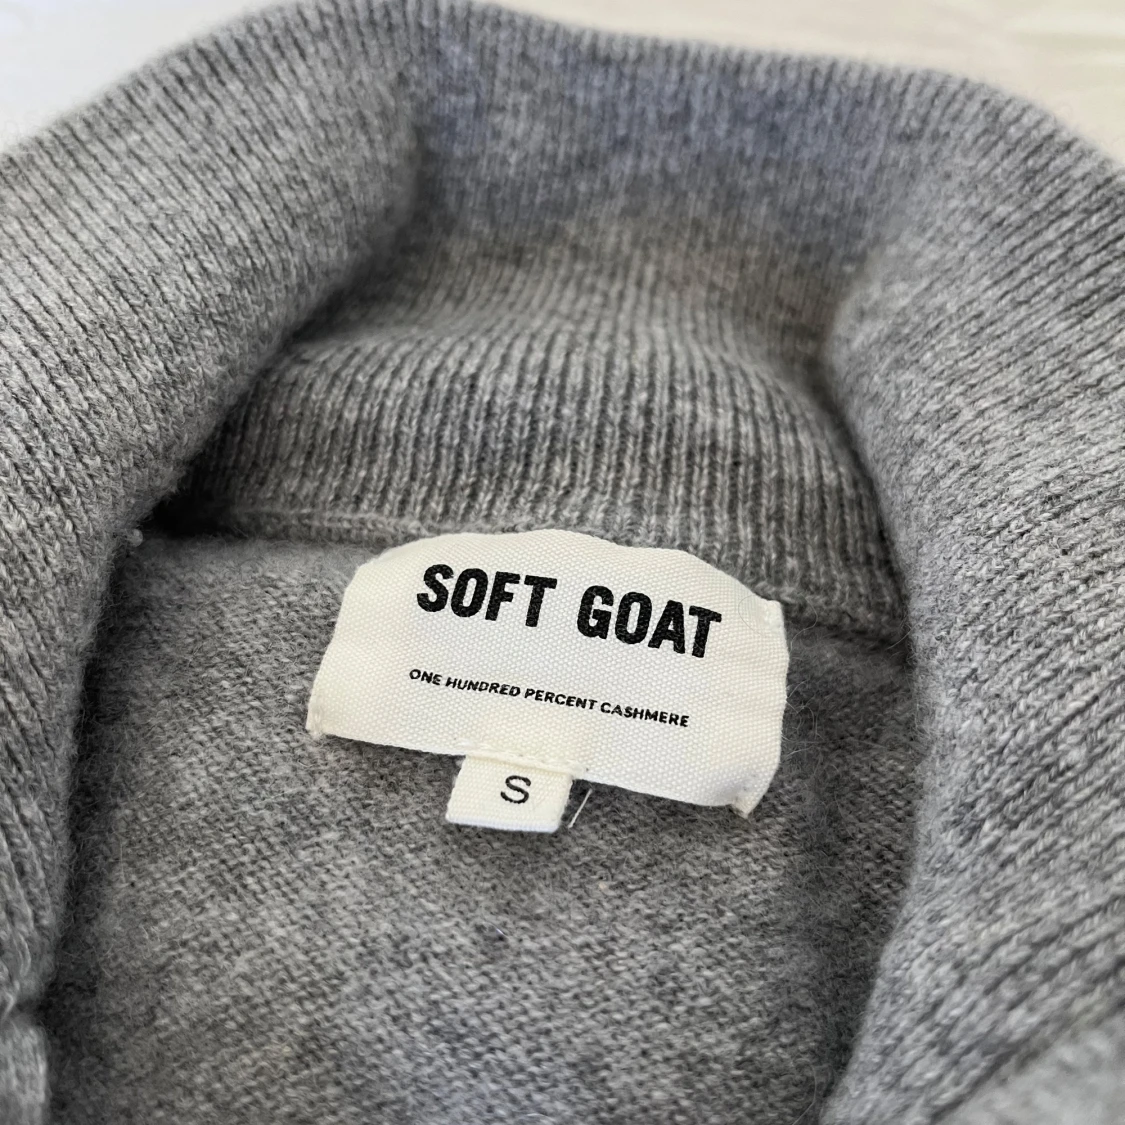 SOFT GOAT
ONE HUNDRED PERCENT CASHMERE
S